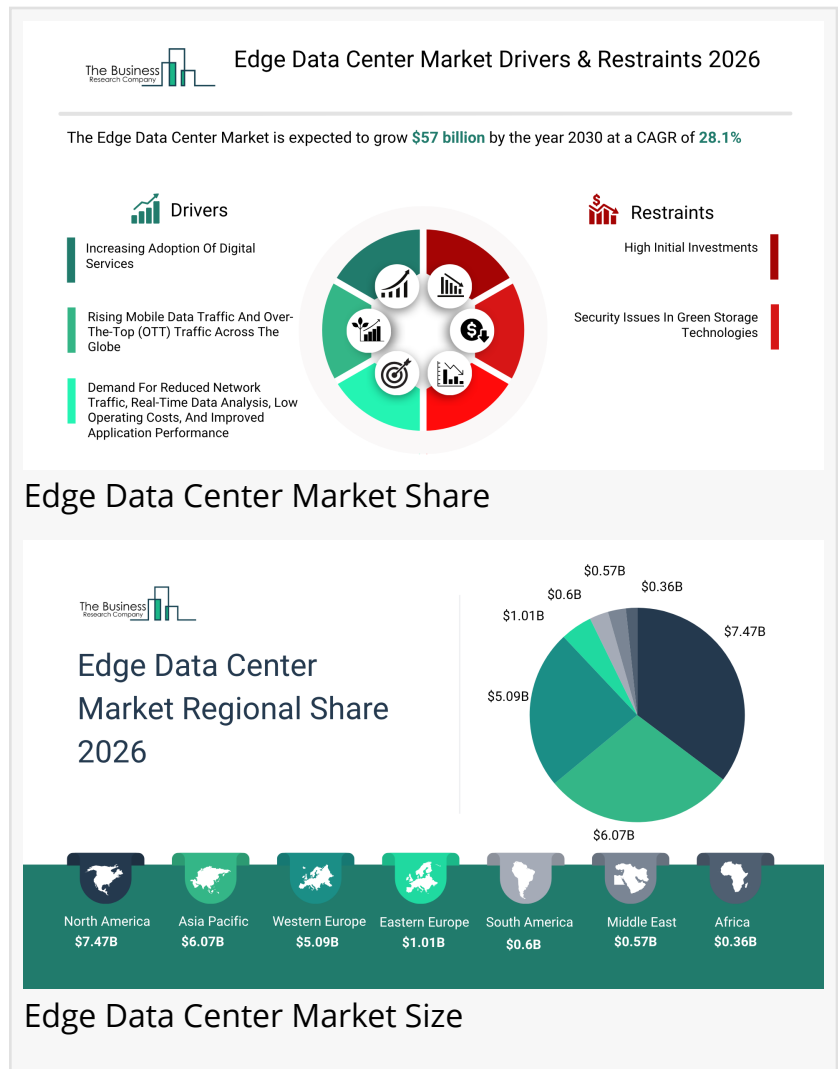 The Business
Research Company
Edge Data Center Market Drivers & Restraints 2026
The Edge Data Center Market is expected to grow $57 billion by the year 2030 at a CAGR of 28.1%
Drivers
Increasing Adoption Of Digital
Services
Rising Mobile Data Traffic And Over-
The-Top (OTT) Traffic Across The
Globe
Demand For Reduced Network
Traffic, Real-Time Data Analysis, Low
Operating Costs, And Improved
Application Performance
$
$
Restraints
High Initial Investments
Security Issues In Green Storage
Technologies
Edge Data Center Market Share
The Business
Research Company
Edge Data Center
Market Regional Share
2026
$0.57B
$0.36B
$0.6B
$1.01B
$7.47B
$5.09B
$6.07B
North America
$7.47B
Asia Pacific
$6.07B
Western Europe
$5.09B
Eastern Europe
$1.01B
South America
$0.6B
Middle East
$0.57B
Africa
$0.36B
Edge Data Center Market Size